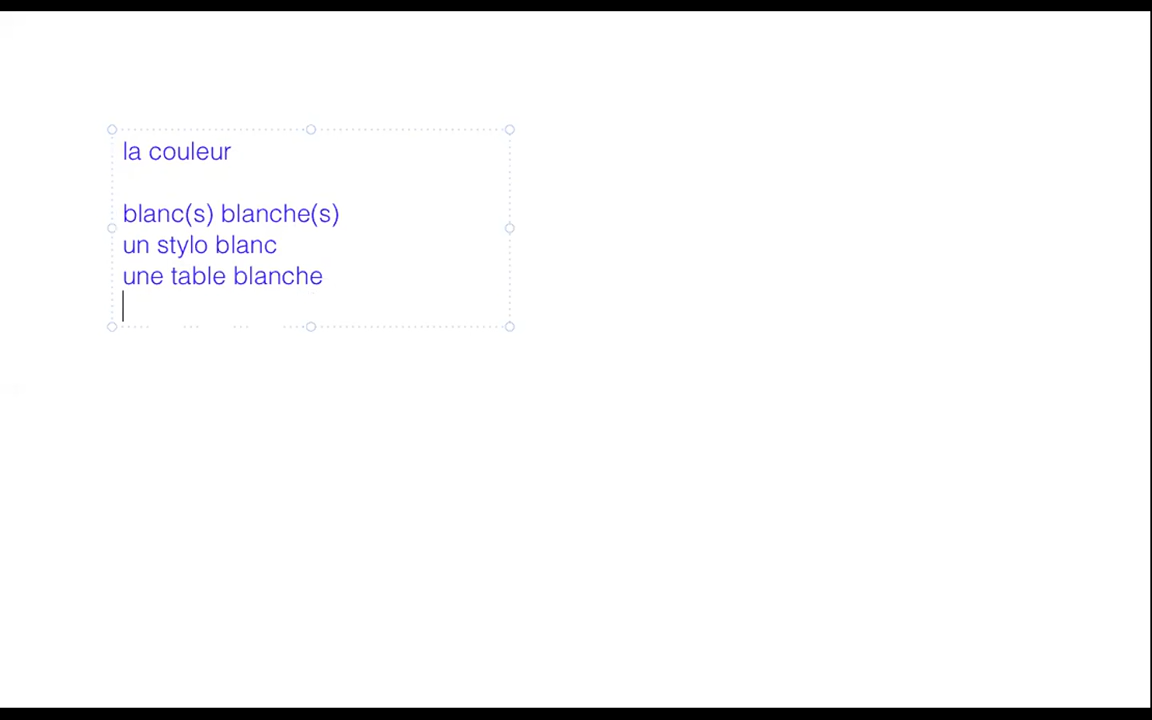 la couleur
blanc(s) blanche(s)
un stylo blanc
une table blanche